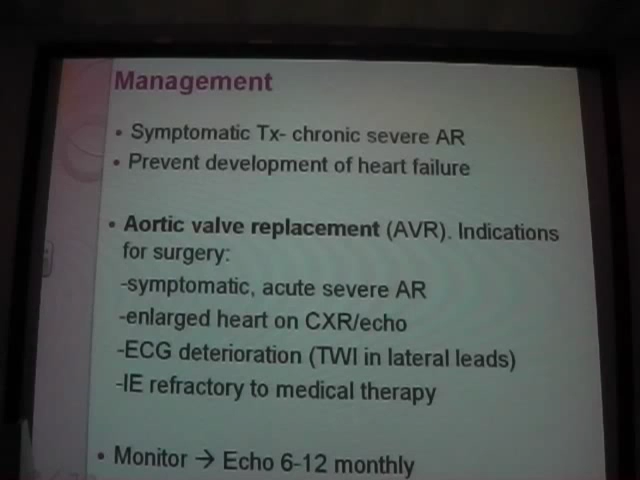 Management
• Symptomatic Tx- chronic severe AR
• Prevent development of heart failure
• Aortic valve replacement (AVR). Indications
for surgery:
-symptomatic, acute severe AR
-enlarged heart on CXR/echo
-ECG deterioration (TWI in lateral leads)
-IE refractory to medical therapy
• Monitor → Echo 6-12 monthly